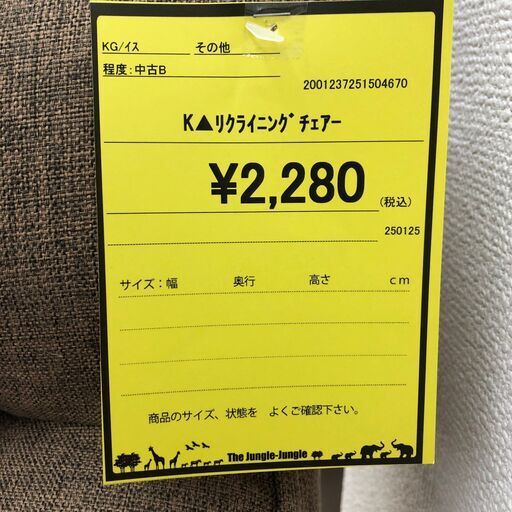 KG/ｲｽ その他
程度:中古B
2001237251504670
K▲ﾘｸﾗｲﾆﾝｸﾞﾁｪｱｰ
¥2,280 (税込)
250125
サイズ：幅 奥行 高さ ｃｍ
商品のサイズ、状態を よくご確認下さい。
The Jungle-Jungle